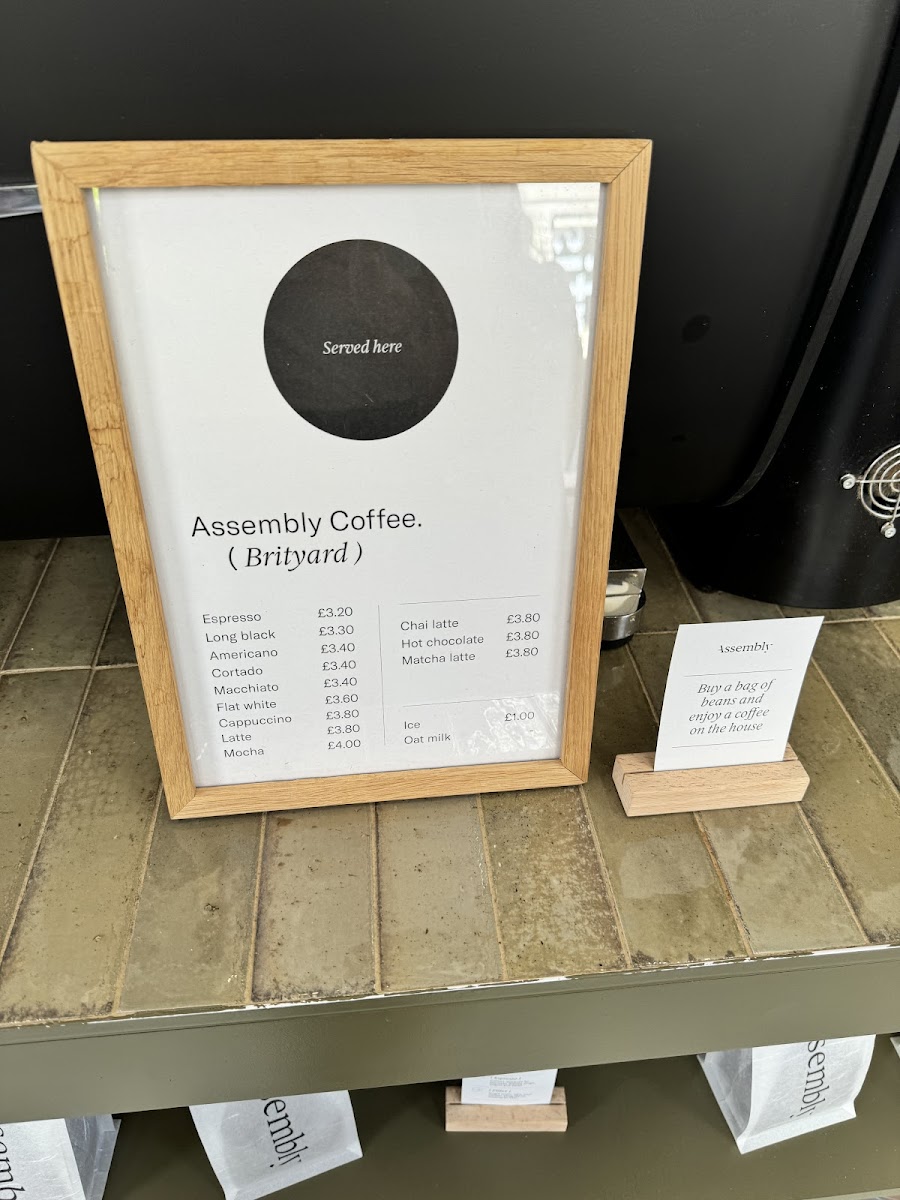 Served here
Assembly Coffee.
( Brityard )
Espresso £3.20
Long black £3.30
Americano £3.40
Cortado £3.40
Macchiato £3.40
Flat white £3.60
Cappuccino £3.80
Latte £3.80
Mocha £4.00
Chai latte £3.80
Hot chocolate £3.80
Matcha latte £3.80
Ice £1.00
Oat milk
Assembly
Buy a bag of
beans and
enjoy a coffee
on the house
semb
embly
ssembly